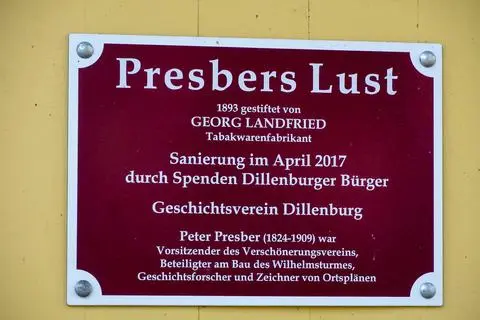 Presbers Lust
1893 gestiftet von
GEORG LANDFRIED
Tabakwarenfabrikant
Sanierung im April 2017
durch Spenden Dillenburger Bürger
Geschichtsverein Dillenburg
Peter Presber (1824-1909) war
Vorsitzender des Verschönerungsvereins,
Beteiligter am Bau des Wilhelmsturmes,
Geschichtsforscher und Zeichner von Ortsplänen